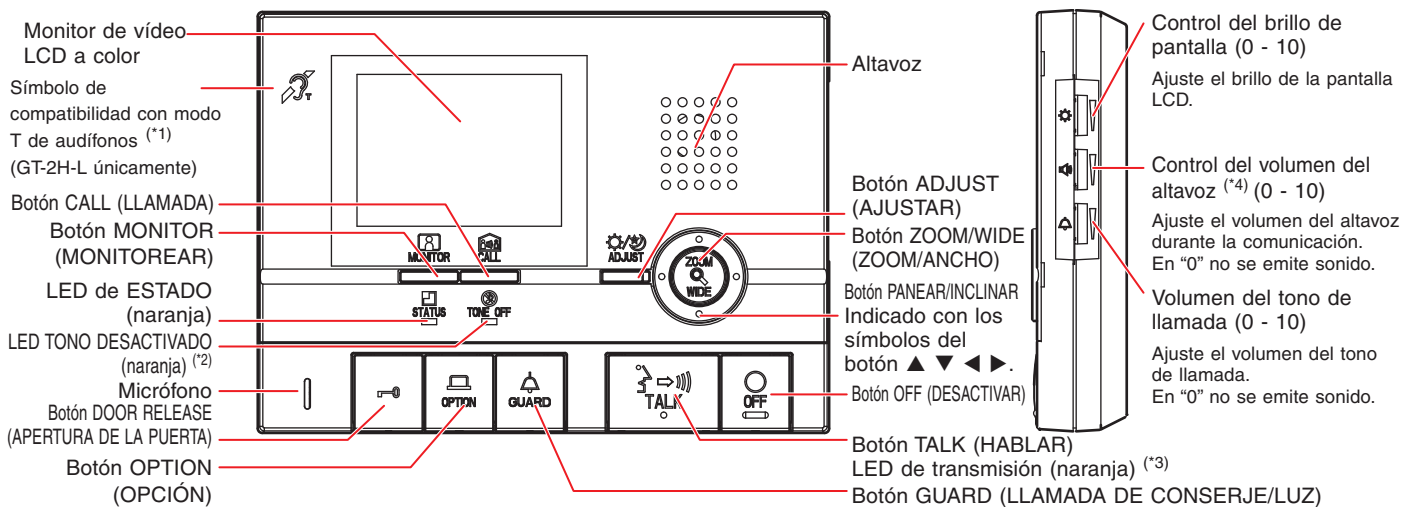 Monitor de vídeo
LCD a color
Símbolo de
compatibilidad con modo
T de audífonos (*1)
(GT-2H-L únicamente)
Botón CALL (LLAMADA)
Botón MONITOR
(MONITOREAR)
LED de ESTADO
(naranja)
LED TONO DESACTIVADO
(naranja) (*2)
Micrófono
Botón DOOR RELEASE
(APERTURA DE LA PUERTA)
Botón OPTION
(OPCIÓN)
T
MONITOR
CALL
ADJUST
ZOOM
WIDE
STATUS
TONE OFF
OPTION
GUARD
TALK
OFF
Altavoz
Botón ADJUST
(AJUSTAR)
Botón ZOOM/WIDE
(ZOOM/ANCHO)
Botón PANEAR/INCLINAR
Indicado con los
símbolos del
botón ▲ ▼ ◀ ▶.
Botón OFF (DESACTIVAR)
Botón TALK (HABLAR)
LED de transmisión (naranja) (*3)
Botón GUARD (LLAMADA DE CONSERJE/LUZ)
Control del brillo de
pantalla (0 - 10)
Ajuste el brillo de la pantalla
LCD.
Control del volumen del
altavoz (*4) (0 - 10)
Ajuste el volumen del altavoz
durante la comunicación.
En “0” no se emite sonido.
Volumen del tono de
llamada (0 - 10)
Ajuste el volumen del tono
de llamada.
En “0” no se emite sonido.